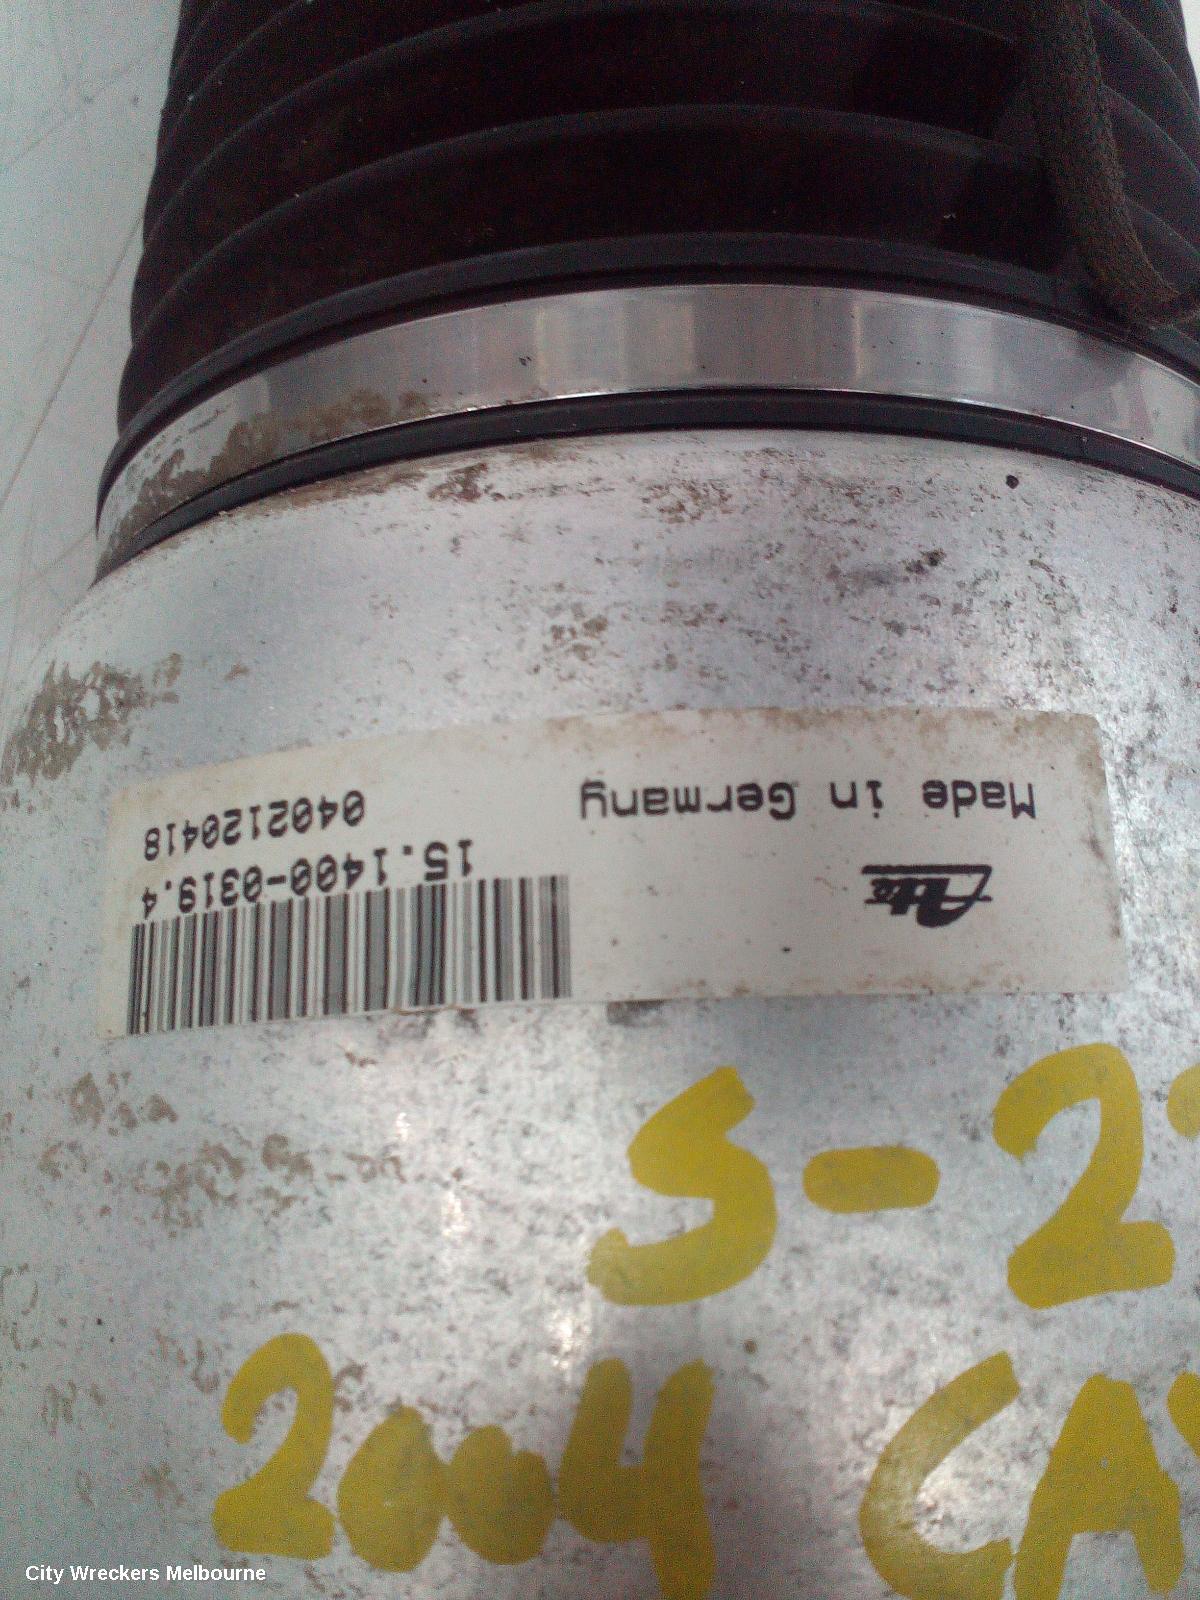 Made in Germany
Ate
0402120418
15.1400-0319.4
S-2
2004 CA
City Wreckers Melbourne